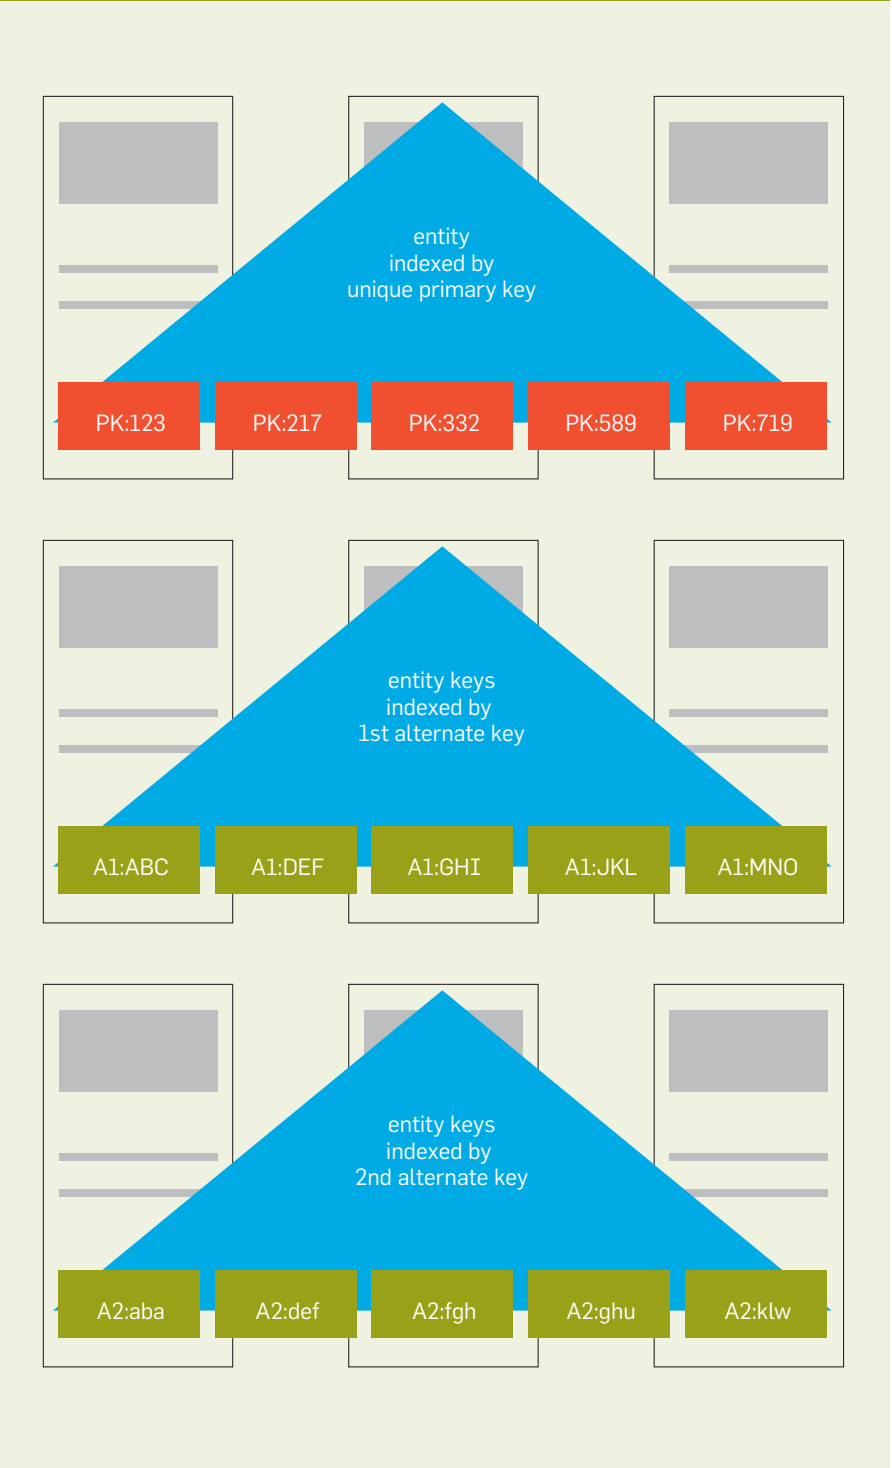 entity
indexed by
unique primary key
PK:123 PK:217 PK:332 PK:589 PK:719
entity keys
indexed by
1st alternate key
A1:ABC A1:DEF A1:GHI A1:JKL A1:MNO
entity keys
indexed by
2nd alternate key
A2:aba A2:def A2:fgh A2:ghu A2:klw